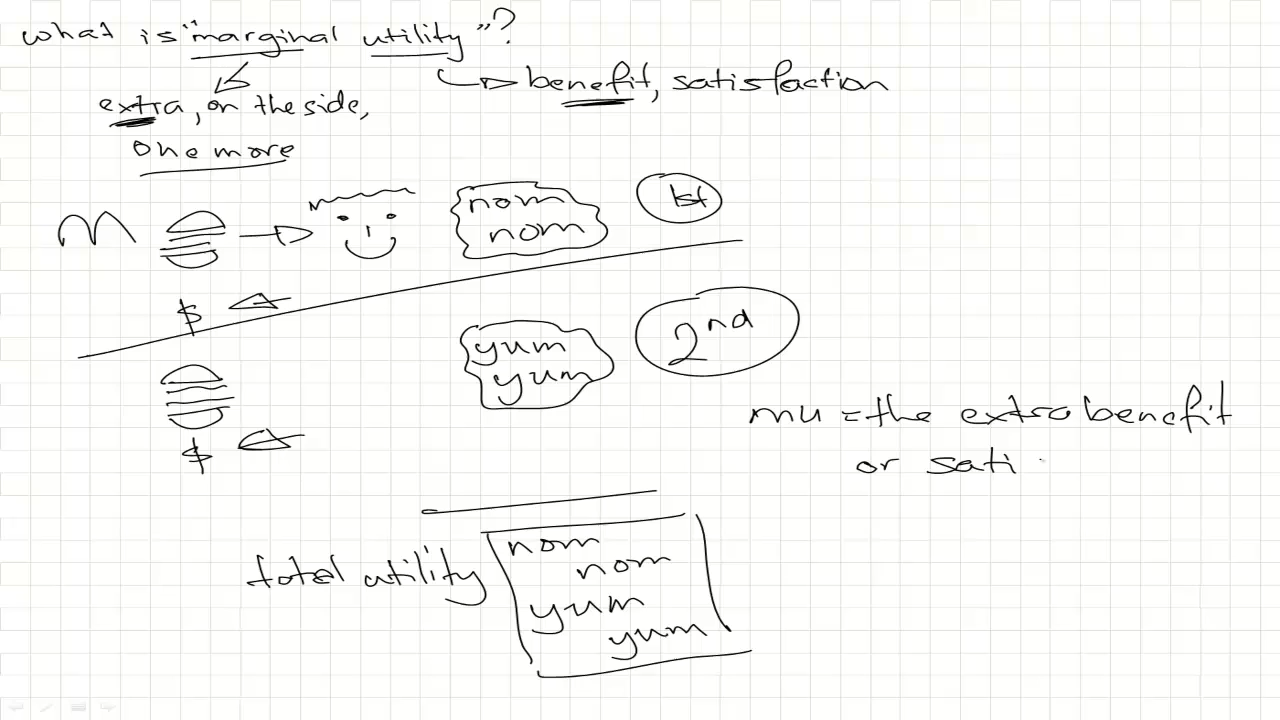 what is "marginal utility"?
benefit, satisfaction
extra, on the side,
one more
M
nom
nom
1st
$
yum
yum
2nd
$
mu = the extra benefit
or sati
total utility
nom
nom
yum
yum